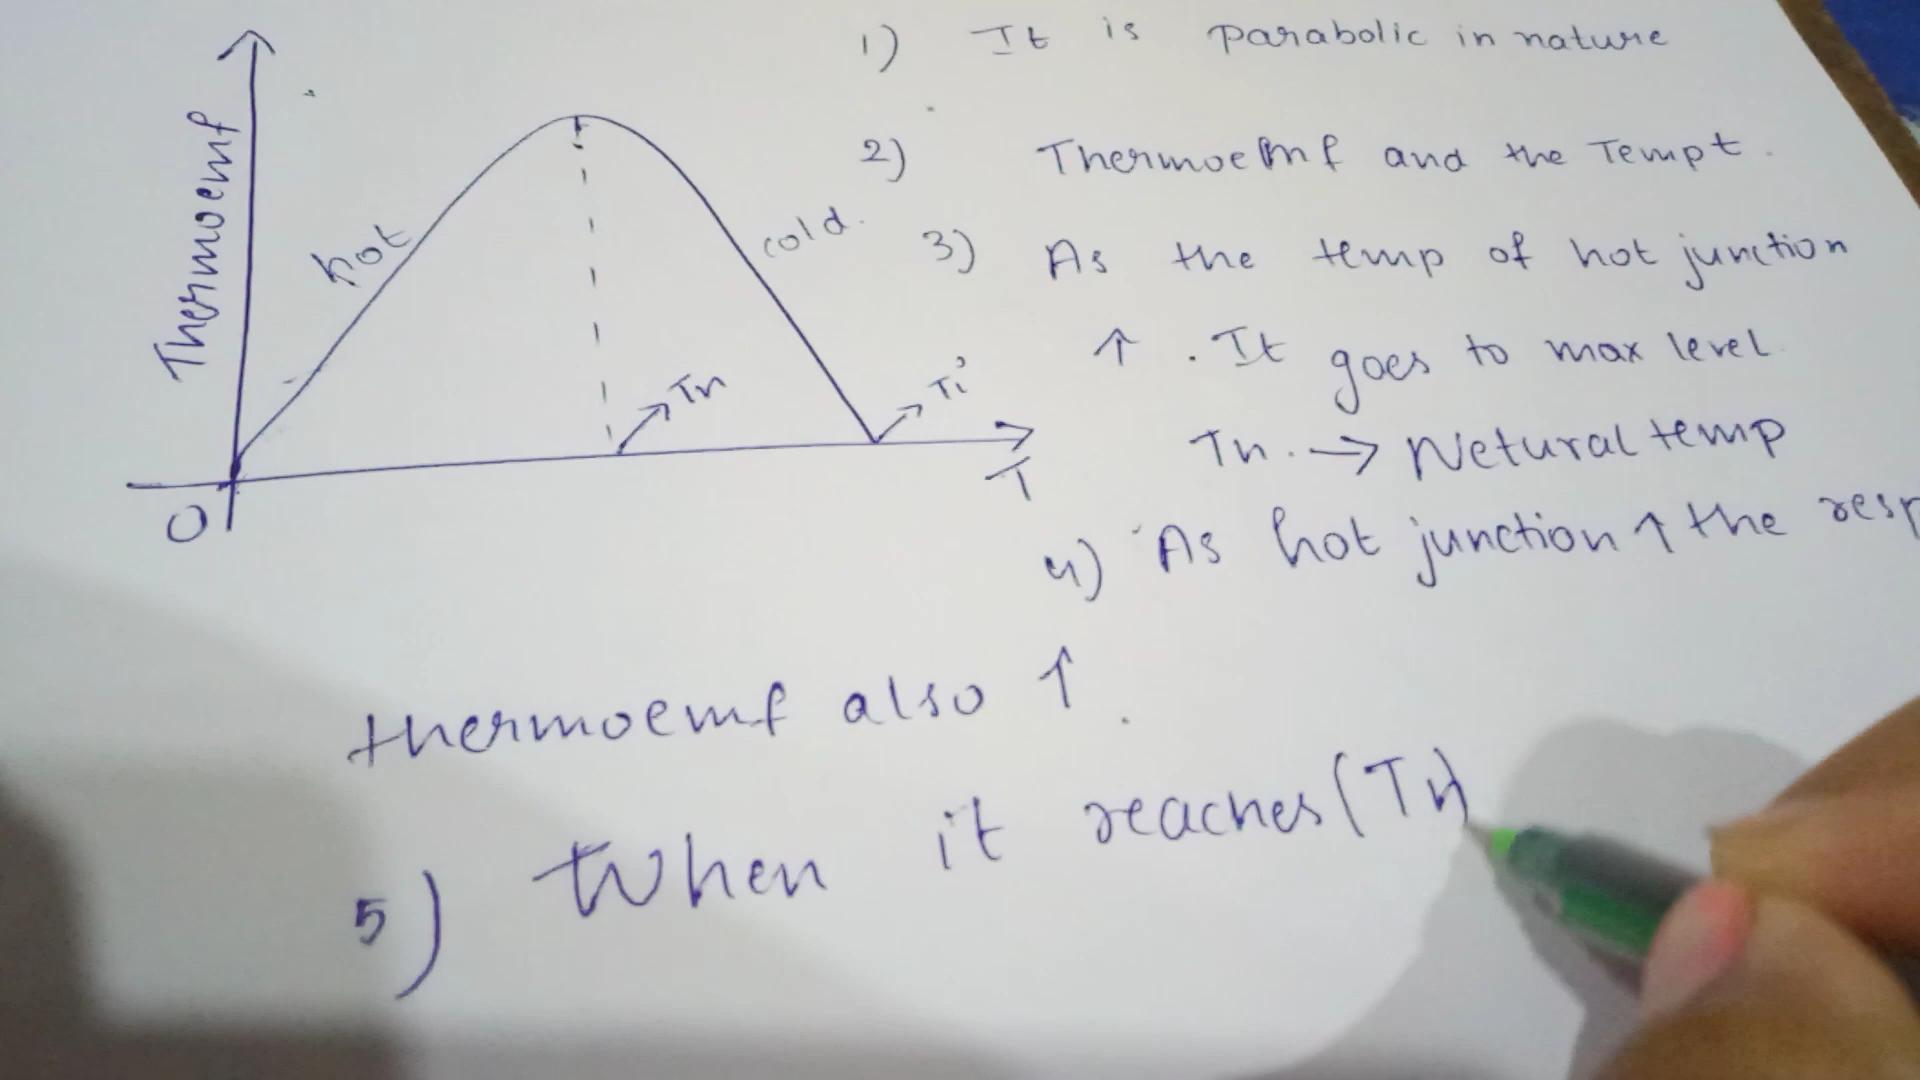 Thermoemf
hot
cold.
Tn
Ti
T
O
1) It is parabolic in nature
2) Thermoemf and the Tempt.
3) As the temp of hot junction
↑ . It goes to max level.
Tn. → Netural temp
4) As hot junction ↑ the resp
thermoemf also ↑.
5) When it reaches (Tn)